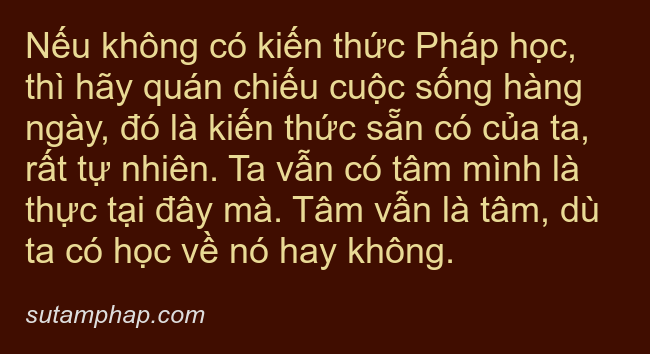 Nếu không có kiến thức Pháp học,
thì hãy quán chiếu cuộc sống hàng
ngày, đó là kiến thức sẵn có của ta,
rất tự nhiên. Ta vẫn có tâm mình là
thực tại đây mà. Tâm vẫn là tâm, dù
ta có học về nó hay không.
sutamphap.com